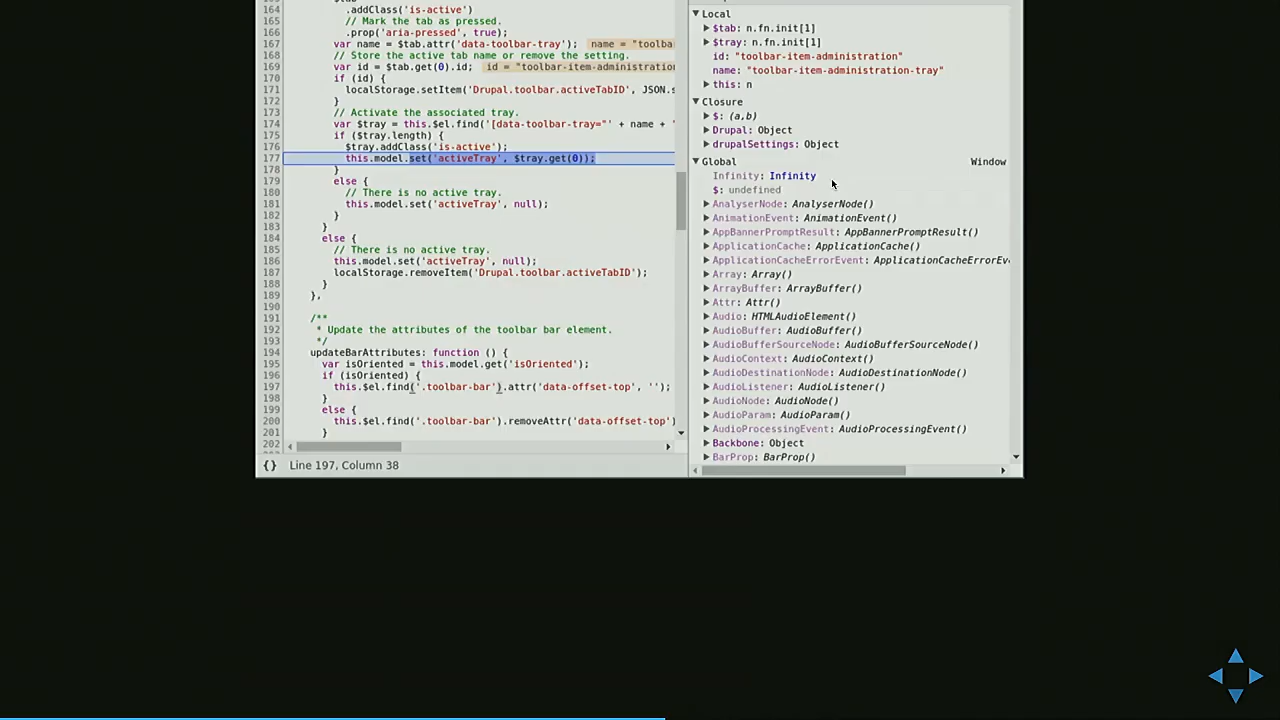 164 .addClass('is-active')
165 // Mark the tab as pressed.
166 .prop('aria-pressed', true);
167 var name = $tab.attr('data-toolbar-tray'); name = "toolba
168 // Store the active tab name or remove the setting.
169 var id = $tab.get(0).id; id = "toolbar-item-administration
170 if (id) {
171 localStorage.setItem('Drupal.toolbar.activeTabID', JSON.s
172 }
173 // Activate the associated tray.
174 var $tray = this.$el.find('[data-toolbar-tray="' + name + '
175 if ($tray.length) {
176 $tray.addClass('is-active');
177 this.model.set('activeTray', $tray.get(0));
178 }
179 else {
180 // There is no active tray.
181 this.model.set('activeTray', null);
182 }
183 }
184 else {
185 // There is no active tray.
186 this.model.set('activeTray', null);
187 localStorage.removeItem('Drupal.toolbar.activeTabID');
188 }
189 },
190
191 /**
192 * Update the attributes of the toolbar bar element.
193 */
194 updateBarAttributes: function () {
195 var isOriented = this.model.get('isOriented');
196 if (isOriented) {
197 this.$el.find('.toolbar-bar').attr('data-offset-top', '');
198 }
199 else {
200 this.$el.find('.toolbar-bar').removeAttr('data-offset-top')
201 }
202
{} Line 197, Column 38
Local
$tab: n.fn.init[1]
$tray: n.fn.init[1]
id: "toolbar-item-administration"
name: "toolbar-item-administration-tray"
this: n
Closure
$: (a,b)
Drupal: Object
drupalSettings: Object
Global Window
Infinity: Infinity
$: undefined
AnalyserNode: AnalyserNode()
AnimationEvent: AnimationEvent()
AppBannerPromptResult: AppBannerPromptResult()
ApplicationCache: ApplicationCache()
ApplicationCacheErrorEvent: ApplicationCacheErrorEv
Array: Array()
ArrayBuffer: ArrayBuffer()
Attr: Attr()
Audio: HTMLAudioElement()
AudioBuffer: AudioBuffer()
AudioBufferSourceNode: AudioBufferSourceNode()
AudioContext: AudioContext()
AudioDestinationNode: AudioDestinationNode()
AudioListener: AudioListener()
AudioNode: AudioNode()
AudioParam: AudioParam()
AudioProcessingEvent: AudioProcessingEvent()
Backbone: Object
BarProp: BarProp()